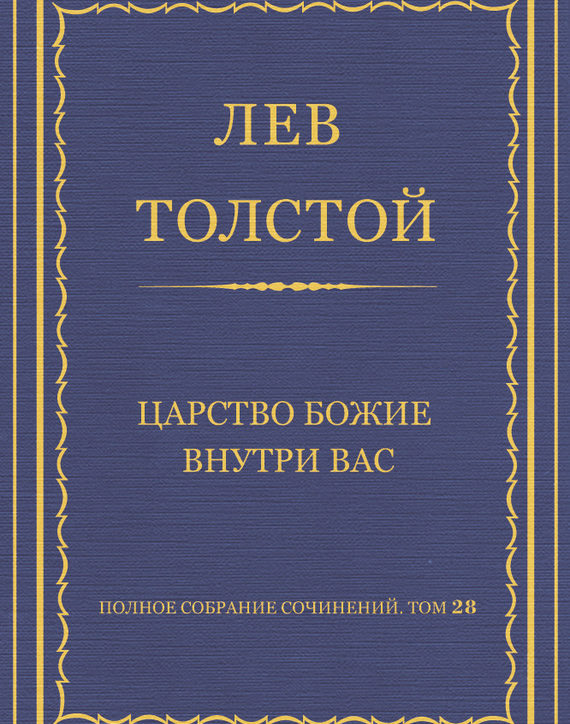 ЛЕВ
ТОЛСТОЙ
ЦАРСТВО БОЖИЕ
ВНУТРИ ВАС
ПОЛНОЕ СОБРАНИЕ СОЧИНЕНИЙ. ТОМ 28